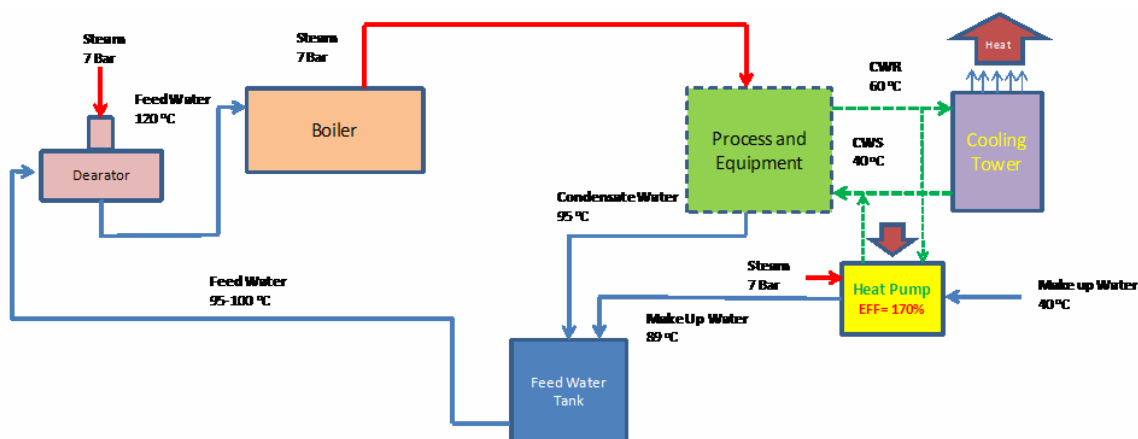 Steam
7 Bar
Feed Water
120 ºC
Dearator
Boiler
Steam
7 Bar
Process and
Equipment
CWR
60 ºC
CWS
40 ºC
Heat
Cooling
Tower
Condensate Water
95 ºC
Feed Water
95-100 ºC
Steam
7 Bar
Heat Pump
EFF= 170%
Make up Water
40 ºC
Make Up Water
89 ºC
Feed Water
Tank